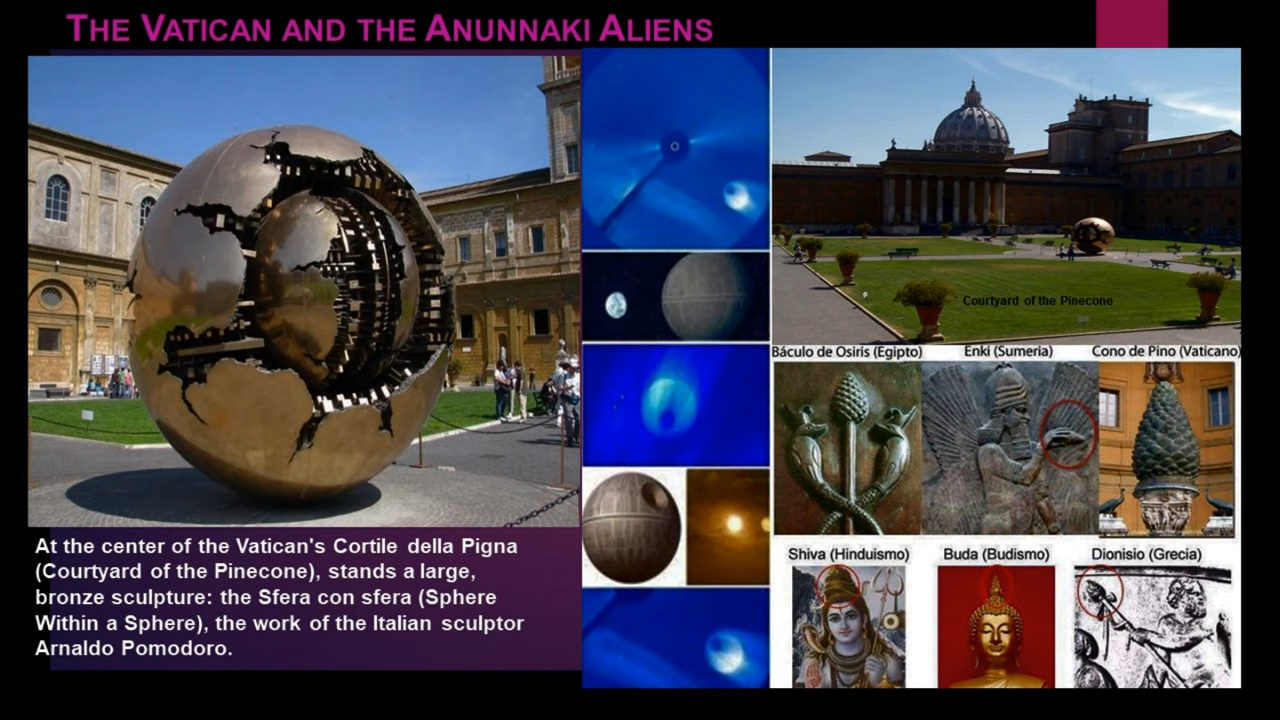 THE VATICAN AND THE ANUNNAKI ALIENS
Courtyard of the Pinecone
Báculo de Osiris (Egipto)
Enki (Sumeria)
Cono de Pino (Vaticano)
Shiva (Hinduismo)
Buda (Budismo)
Dionisio (Grecia)
At the center of the Vatican's Cortile della Pigna
(Courtyard of the Pinecone), stands a large,
bronze sculpture: the Sfera con sfera (Sphere
Within a Sphere), the work of the Italian sculptor
Arnaldo Pomodoro.